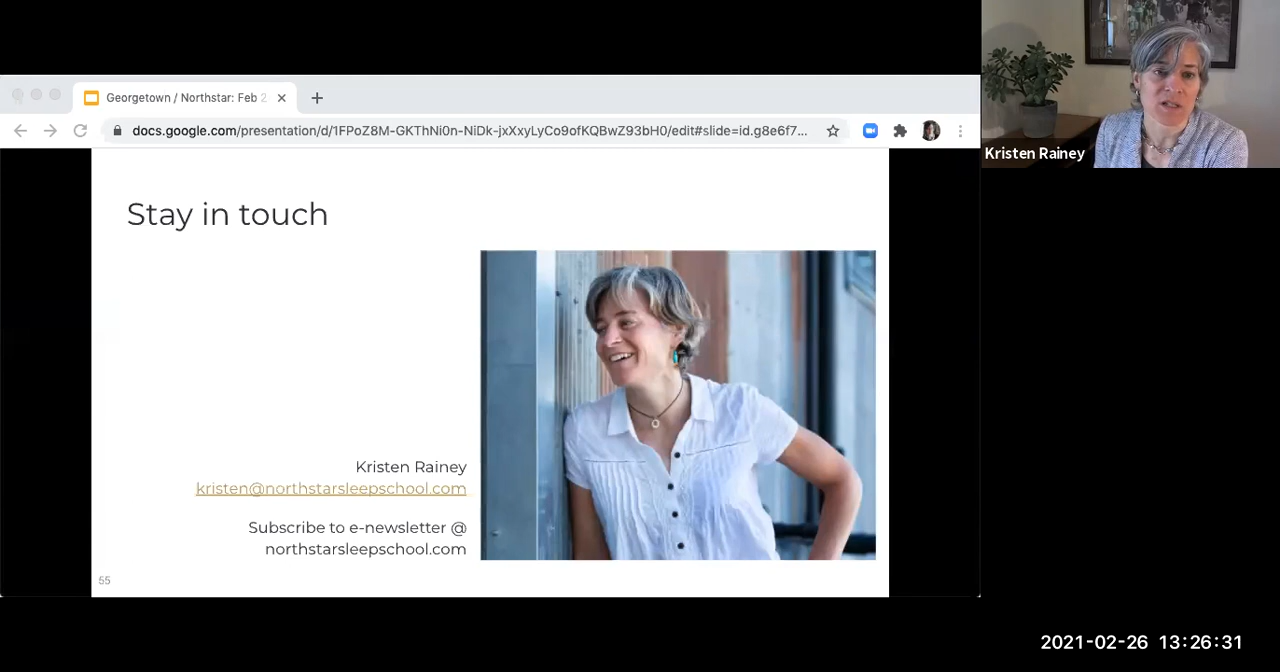 Georgetown / Northstar: Feb 2
docs.google.com/presentation/d/1FPoZ8M-GKThNi0n-NiDk-jxXxyLyCo9ofKQBwZ93bH0/edit#slide=id.g8e6f7...
Kristen Rainey
Stay in touch
Kristen Rainey
kristen@northstarsleepschool.com
Subscribe to e-newsletter @
northstarsleepschool.com
55
2021-02-26 13:26:31